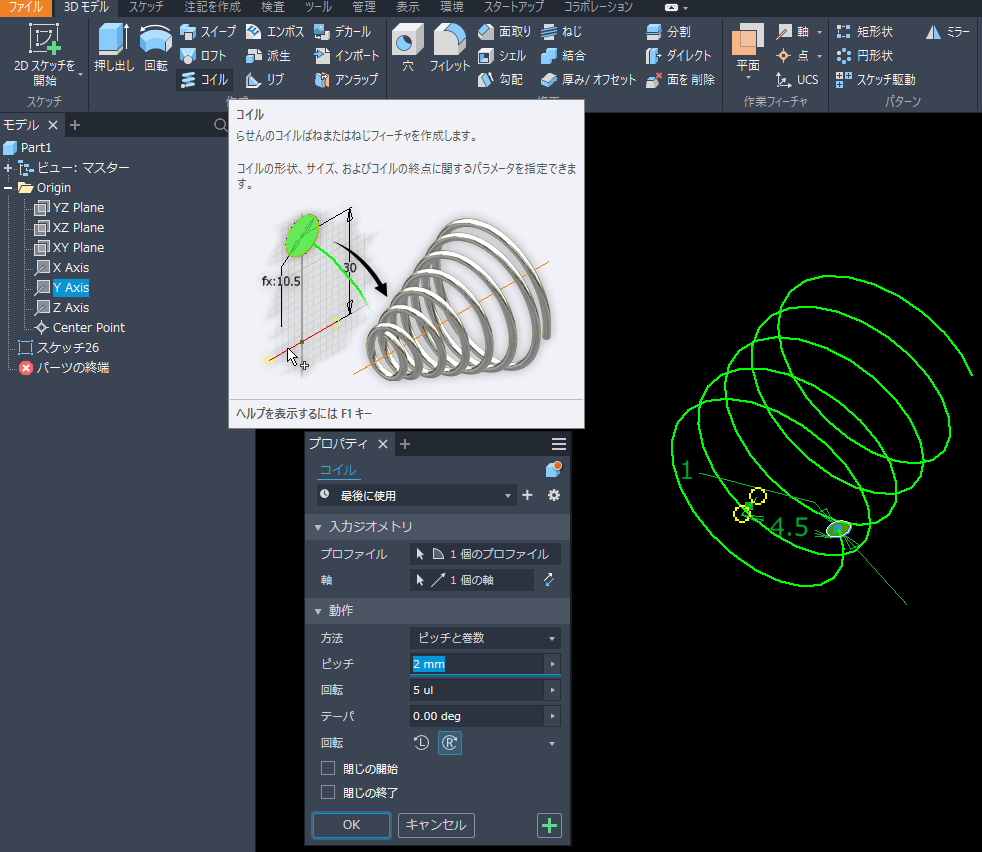 ファイル 3D モデル スケッチ 注記を作成 検査 ツール 管理 表示 環境 スタートアップ コラボレーション
2D スケッチを
開始
スケッチ
押し出し
回転
スイープ
ロフト
コイル
エンボス
派生
リブ
デカール
インポート
アンラップ
穴
フィレット
面取り
シェル
勾配
ねじ
結合
厚み/ オフセット
分割
ダイレクト
面を 削除
平面
軸
点
UCS
作業フィーチャ
矩形状
円形状
スケッチ駆動
ミラー
パターン
モデル
Part1
ビュー: マスター
Origin
YZ Plane
XZ Plane
XY Plane
X Axis
Y Axis
Z Axis
Center Point
スケッチ26
パーツの終端
コイル
らせんのコイルばねまたはねじフィーチャを作成します。
コイルの形状、サイズ、およびコイルの終点に関するパラメータを指定できま
す。
fx:10.5
30
ヘルプを表示するには F1 キー
プロパティ
コイル
最後に使用
入力ジオメトリ
プロファイル 1 個のプロファイル
軸 1 個の軸
動作
方法 ピッチと巻数
ピッチ 2 mm
回転 5 ul
テーパ 0.00 deg
回転 L R
閉じの開始
閉じの終了
OK キャンセル
1
4.5